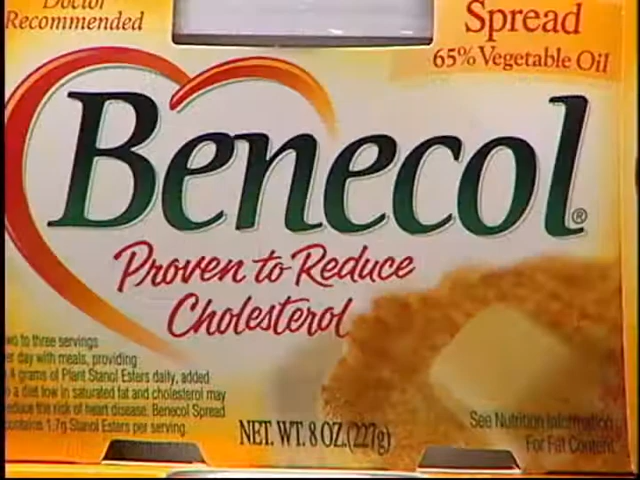 Doctor
Recommended
Spread
65% Vegetable Oil
Benecol®
Proven to Reduce
Cholesterol
to three servings
day with meals, providing
grams of Plant Stanol Esters daily, added
a diet low in saturated fat and cholesterol may
reduce the risk of heart disease. Benecol Spread
contains 1.7g Stanol Esters per serving.
NET. WT. 8 OZ.(227g)
See Nutrition Information
For Fat Content.